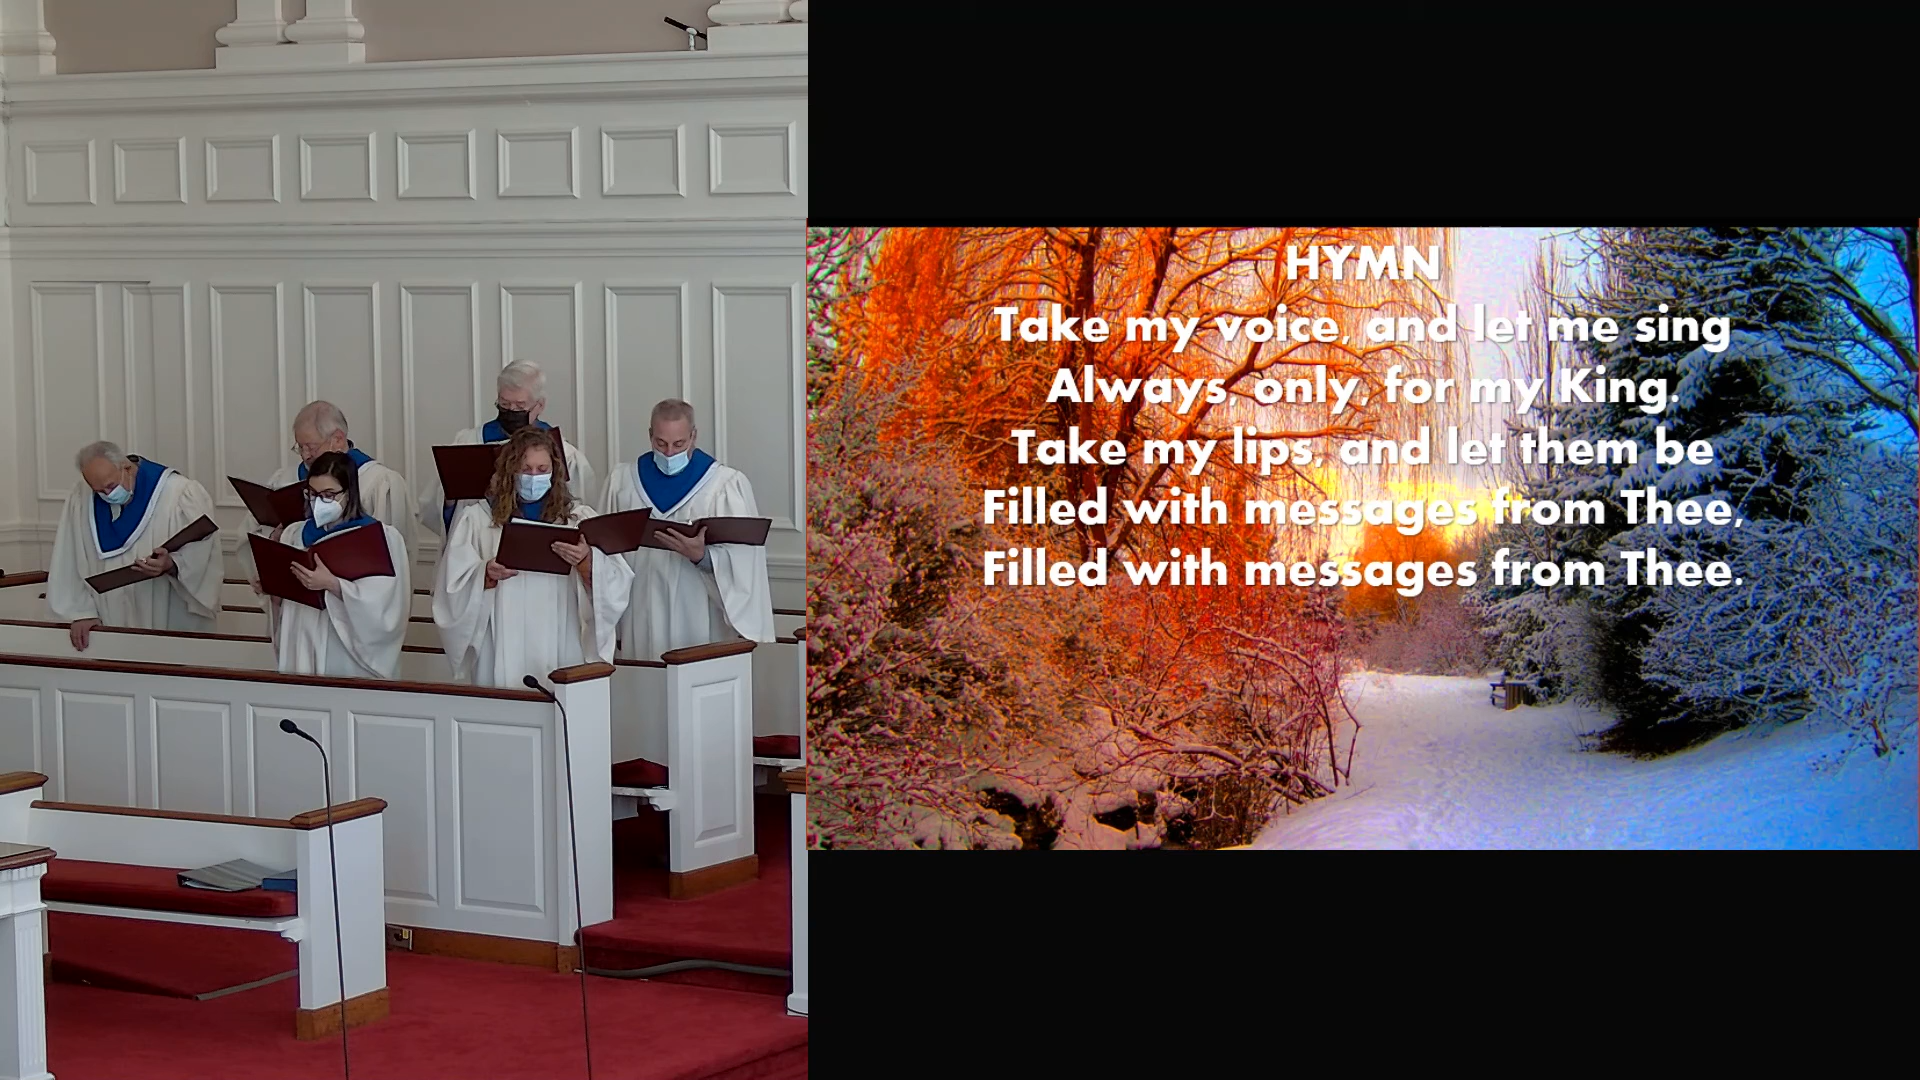 HYMN
Take my voice, and let me sing
Always, only, for my King.
Take my lips, and let them be
Filled with messages from Thee,
Filled with messages from Thee.